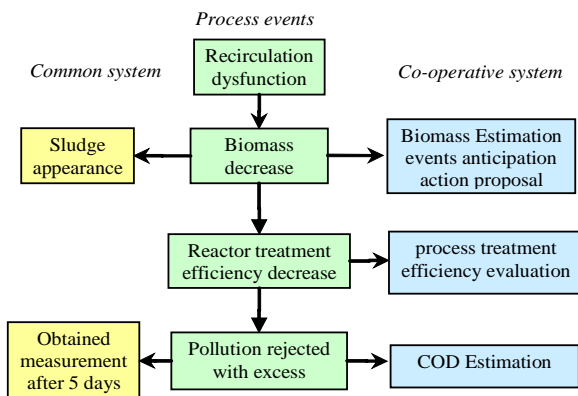 Process events
Common system
Co-operative system
Recirculation
dysfunction
Sludge
appearance
Biomass
decrease
Biomass Estimation
events anticipation
action proposal
Reactor treatment
efficiency decrease
process treatment
efficiency evaluation
Obtained
measurement
after 5 days
Pollution rejected
with excess
COD Estimation